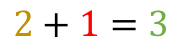 2 + 1 = 3